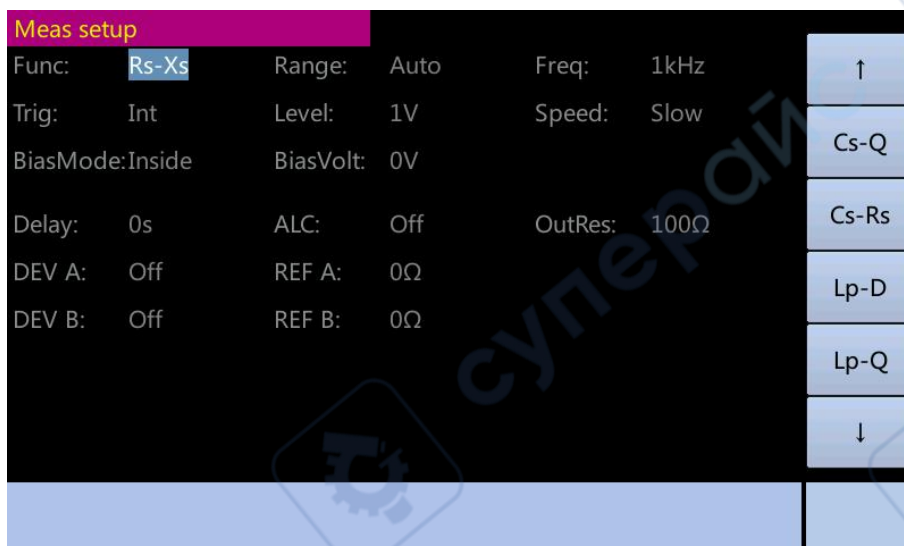 Meas setup
Func: Rs-Xs Range: Auto Freq: 1kHz
Trig: Int Level: 1V Speed: Slow
BiasMode:Inside BiasVolt: 0V
Delay: 0s ALC: Off OutRes: 100Ω
DEV A: Off REF A: 0Ω
DEV B: Off REF B: 0Ω
↑
Cs-Q
Cs-Rs
Lp-D
Lp-Q
↓
суперайс